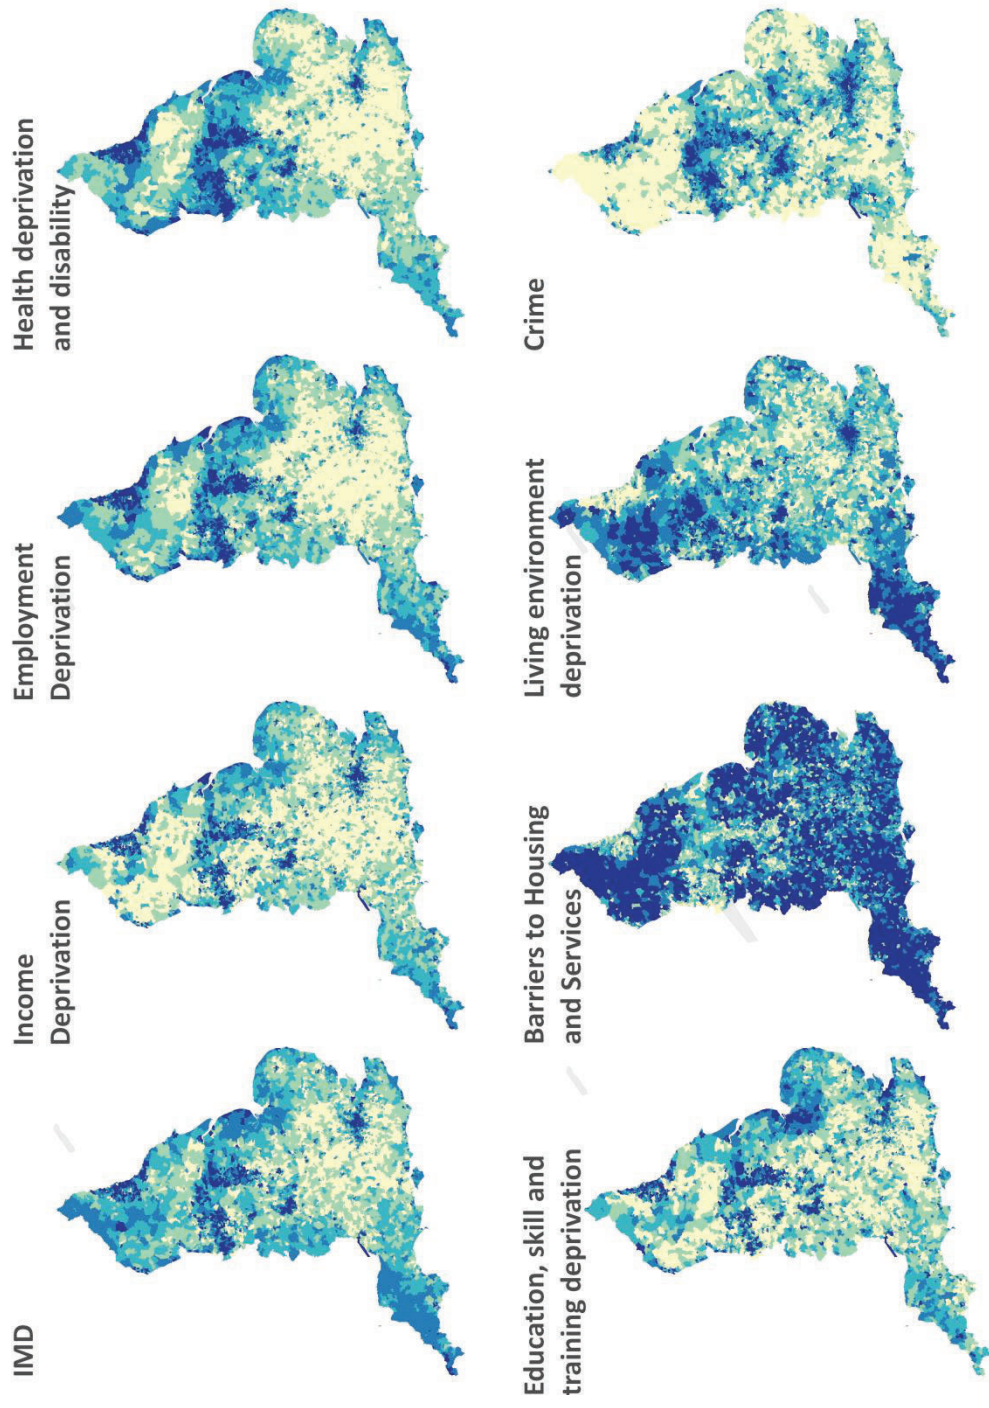 IMD
Income
Deprivation
Employment
Deprivation
Health deprivation
and disability
Education, skill and
training deprivation
Barriers to Housing
and Services
Living environment
deprivation
Crime